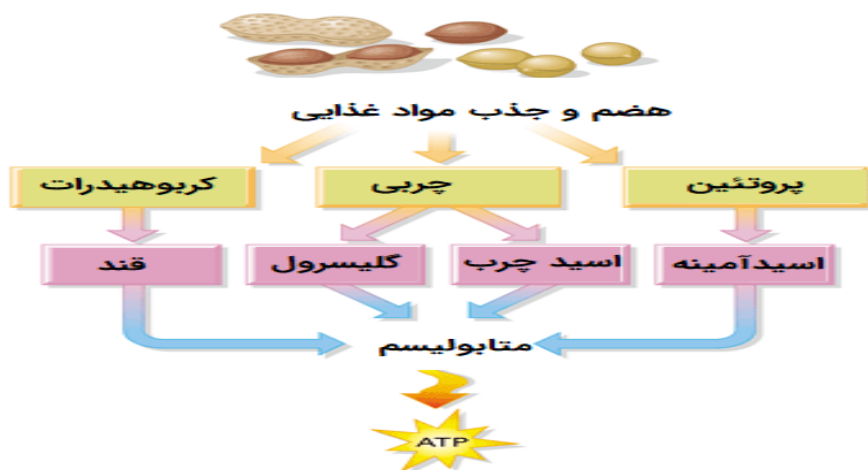 هضم و جذب مواد غذایی
پروتئین چربی کربوهیدرات
اسیدآمینه اسید چرب گلیسرول قند
متابولیسم
ATP